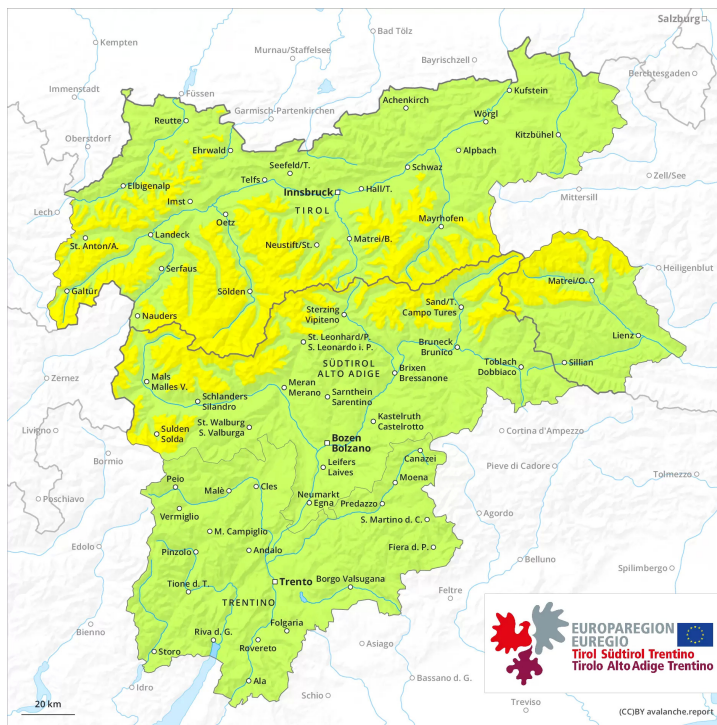 Salzburg
Kempten
Bad Tölz
Murnau/Staffelsee
Bayrischzell
Berchtesgaden
Immenstadt
Füssen
Garmisch-Partenkirchen
Achenkirch
Kufstein
Reutte
Wörgl
Oberstdorf
Ehrwald
Kitzbühel
Alpbach
Seefeld/T.
Schwaz
Zell/See
Elbigenalp
Telfs
Innsbruck
Hall/T.
Mittersill
Lech
Imst
TIROL
Oetz
Mayrhofen
St. Anton/A.
Landeck
Neustift/St.
Matrei/B.
Serfaus
Heiligenblut
Matrei/O.
Galtür
Sölden
Sand/T.
Campo Tures
Nauders
Sterzing
Vipiteno
Lienz
St. Leonhard/P.
S. Leonardo i. P.
Bruneck
Brunico
Toblach
Dobbiaco
Sillian
SÜDTIROL
ALTO ADIGE
Brixen
Bressanone
Zernez
Mals
Malles V.
Meran
Merano
Sarnthein
Sarentino
Schlanders
Silandro
Kastelruth
Castelrotto
Livigno
Sulden
Solda
St. Walburg
S. Valburga
Cortina d'Ampezzo
Bozen
Bolzano
Bormio
Canazei
Pieve di Cadore
Leifers
Laives
Tolmezzo
Poschiavo
Peio
Malè
Cles
Moena
Neumarkt
Egna
Predazzo
Vermiglio
Agordo
S. Martino d. C.
M. Campiglio
Edolo
Pinzolo
Andalo
Fiera d. P.
Belluno
Spilimbergo
Tione d. T.
Trento
Borgo Valsugana
Feltre
TRENTINO
Folgaria
Bienno
Riva d. G.
Rovereto
Asiago
Storo
Bassano d. G.
Idro
Ala
Schio
Treviso
EUROPAREGION
EUREGIO
Tirol Südtirol Trentino
Tirolo Alto Adige Trentino
20 km
(CC)BY avalanche.report